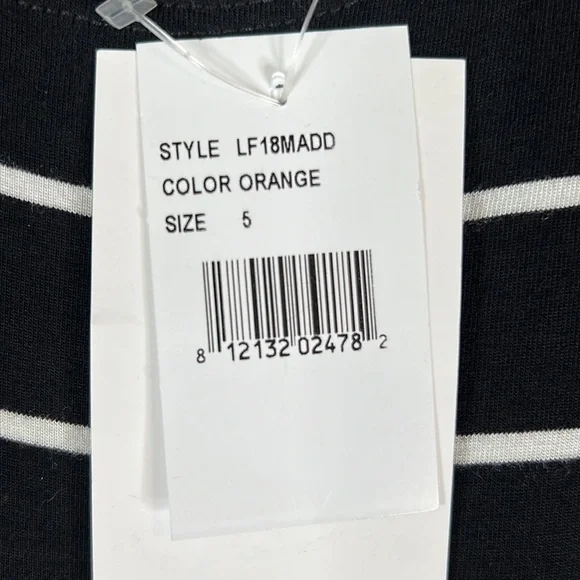 STYLE LF18MADD
COLOR ORANGE
SIZE 5
8 12132 02478 2